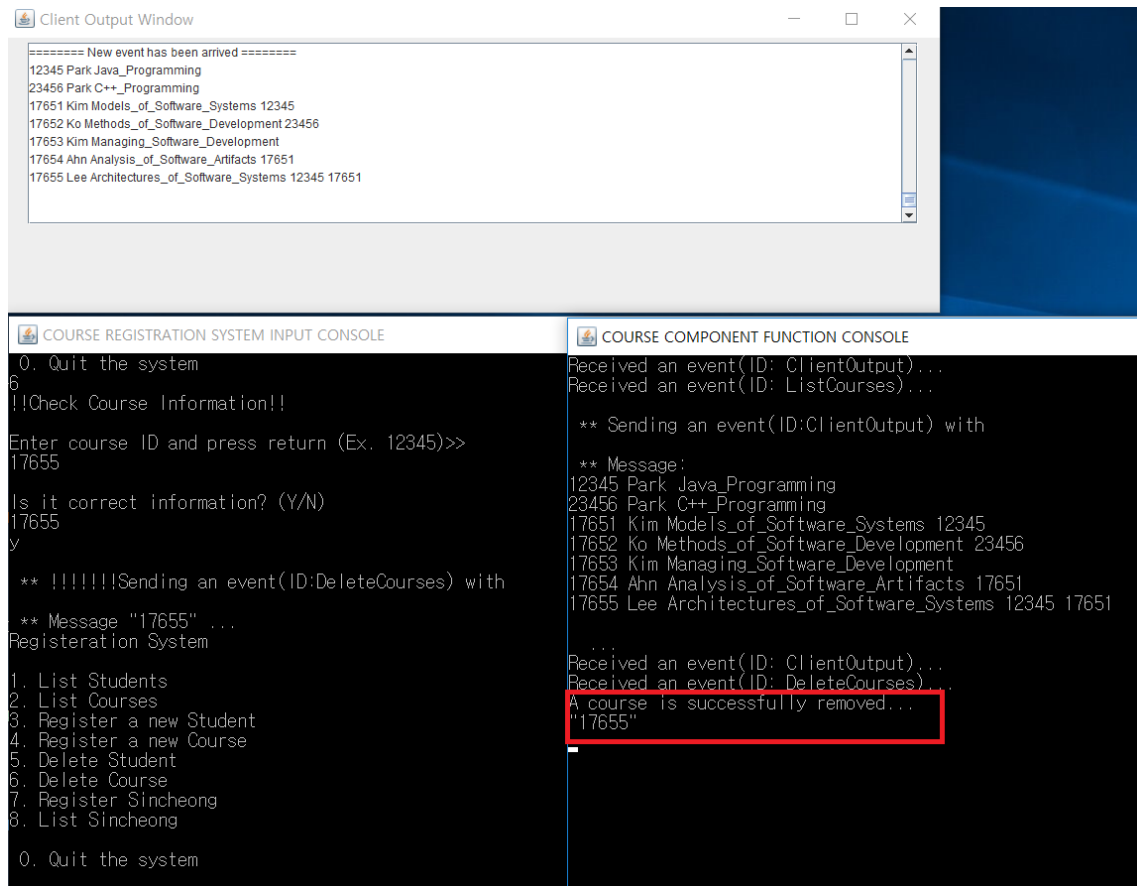 Client Output Window
======== New event has been arrived ========
12345 Park Java_Programming
23456 Park C++_Programming
17651 Kim Models_of_Software_Systems 12345
17652 Ko Methods_of_Software_Development 23456
17653 Kim Managing_Software_Development
17654 Ahn Analysis_of_Software_Artifacts 17651
17655 Lee Architectures_of_Software_Systems 12345 17651
COURSE REGISTRATION SYSTEM INPUT CONSOLE
0. Quit the system
6
!!Check Course Information!!
Enter course ID and press return (Ex. 12345)>>
17655
Is it correct information? (Y/N)
17655
y
** !!!!!!!Sending an event(ID:DeleteCourses) with
** Message "17655" ...
Registeration System
1. List Students
2. List Courses
3. Register a new Student
4. Register a new Course
5. Delete Student
6. Delete Course
7. Register Sincheong
8. List Sincheong
0. Quit the system
COURSE COMPONENT FUNCTION CONSOLE
Received an event(ID: ClientOutput)...
Received an event(ID: ListCourses)...
** Sending an event(ID:ClientOutput) with
** Message:
12345 Park Java_Programming
23456 Park C++_Programming
17651 Kim Models_of_Software_Systems 12345
17652 Ko Methods_of_Software_Development 23456
17653 Kim Managing_Software_Development
17654 Ahn Analysis_of_Software_Artifacts 17651
17655 Lee Architectures_of_Software_Systems 12345 17651
...
Received an event(ID: ClientOutput)...
Received an event(ID: DeleteCourses)...
A course is successfully removed...
"17655"